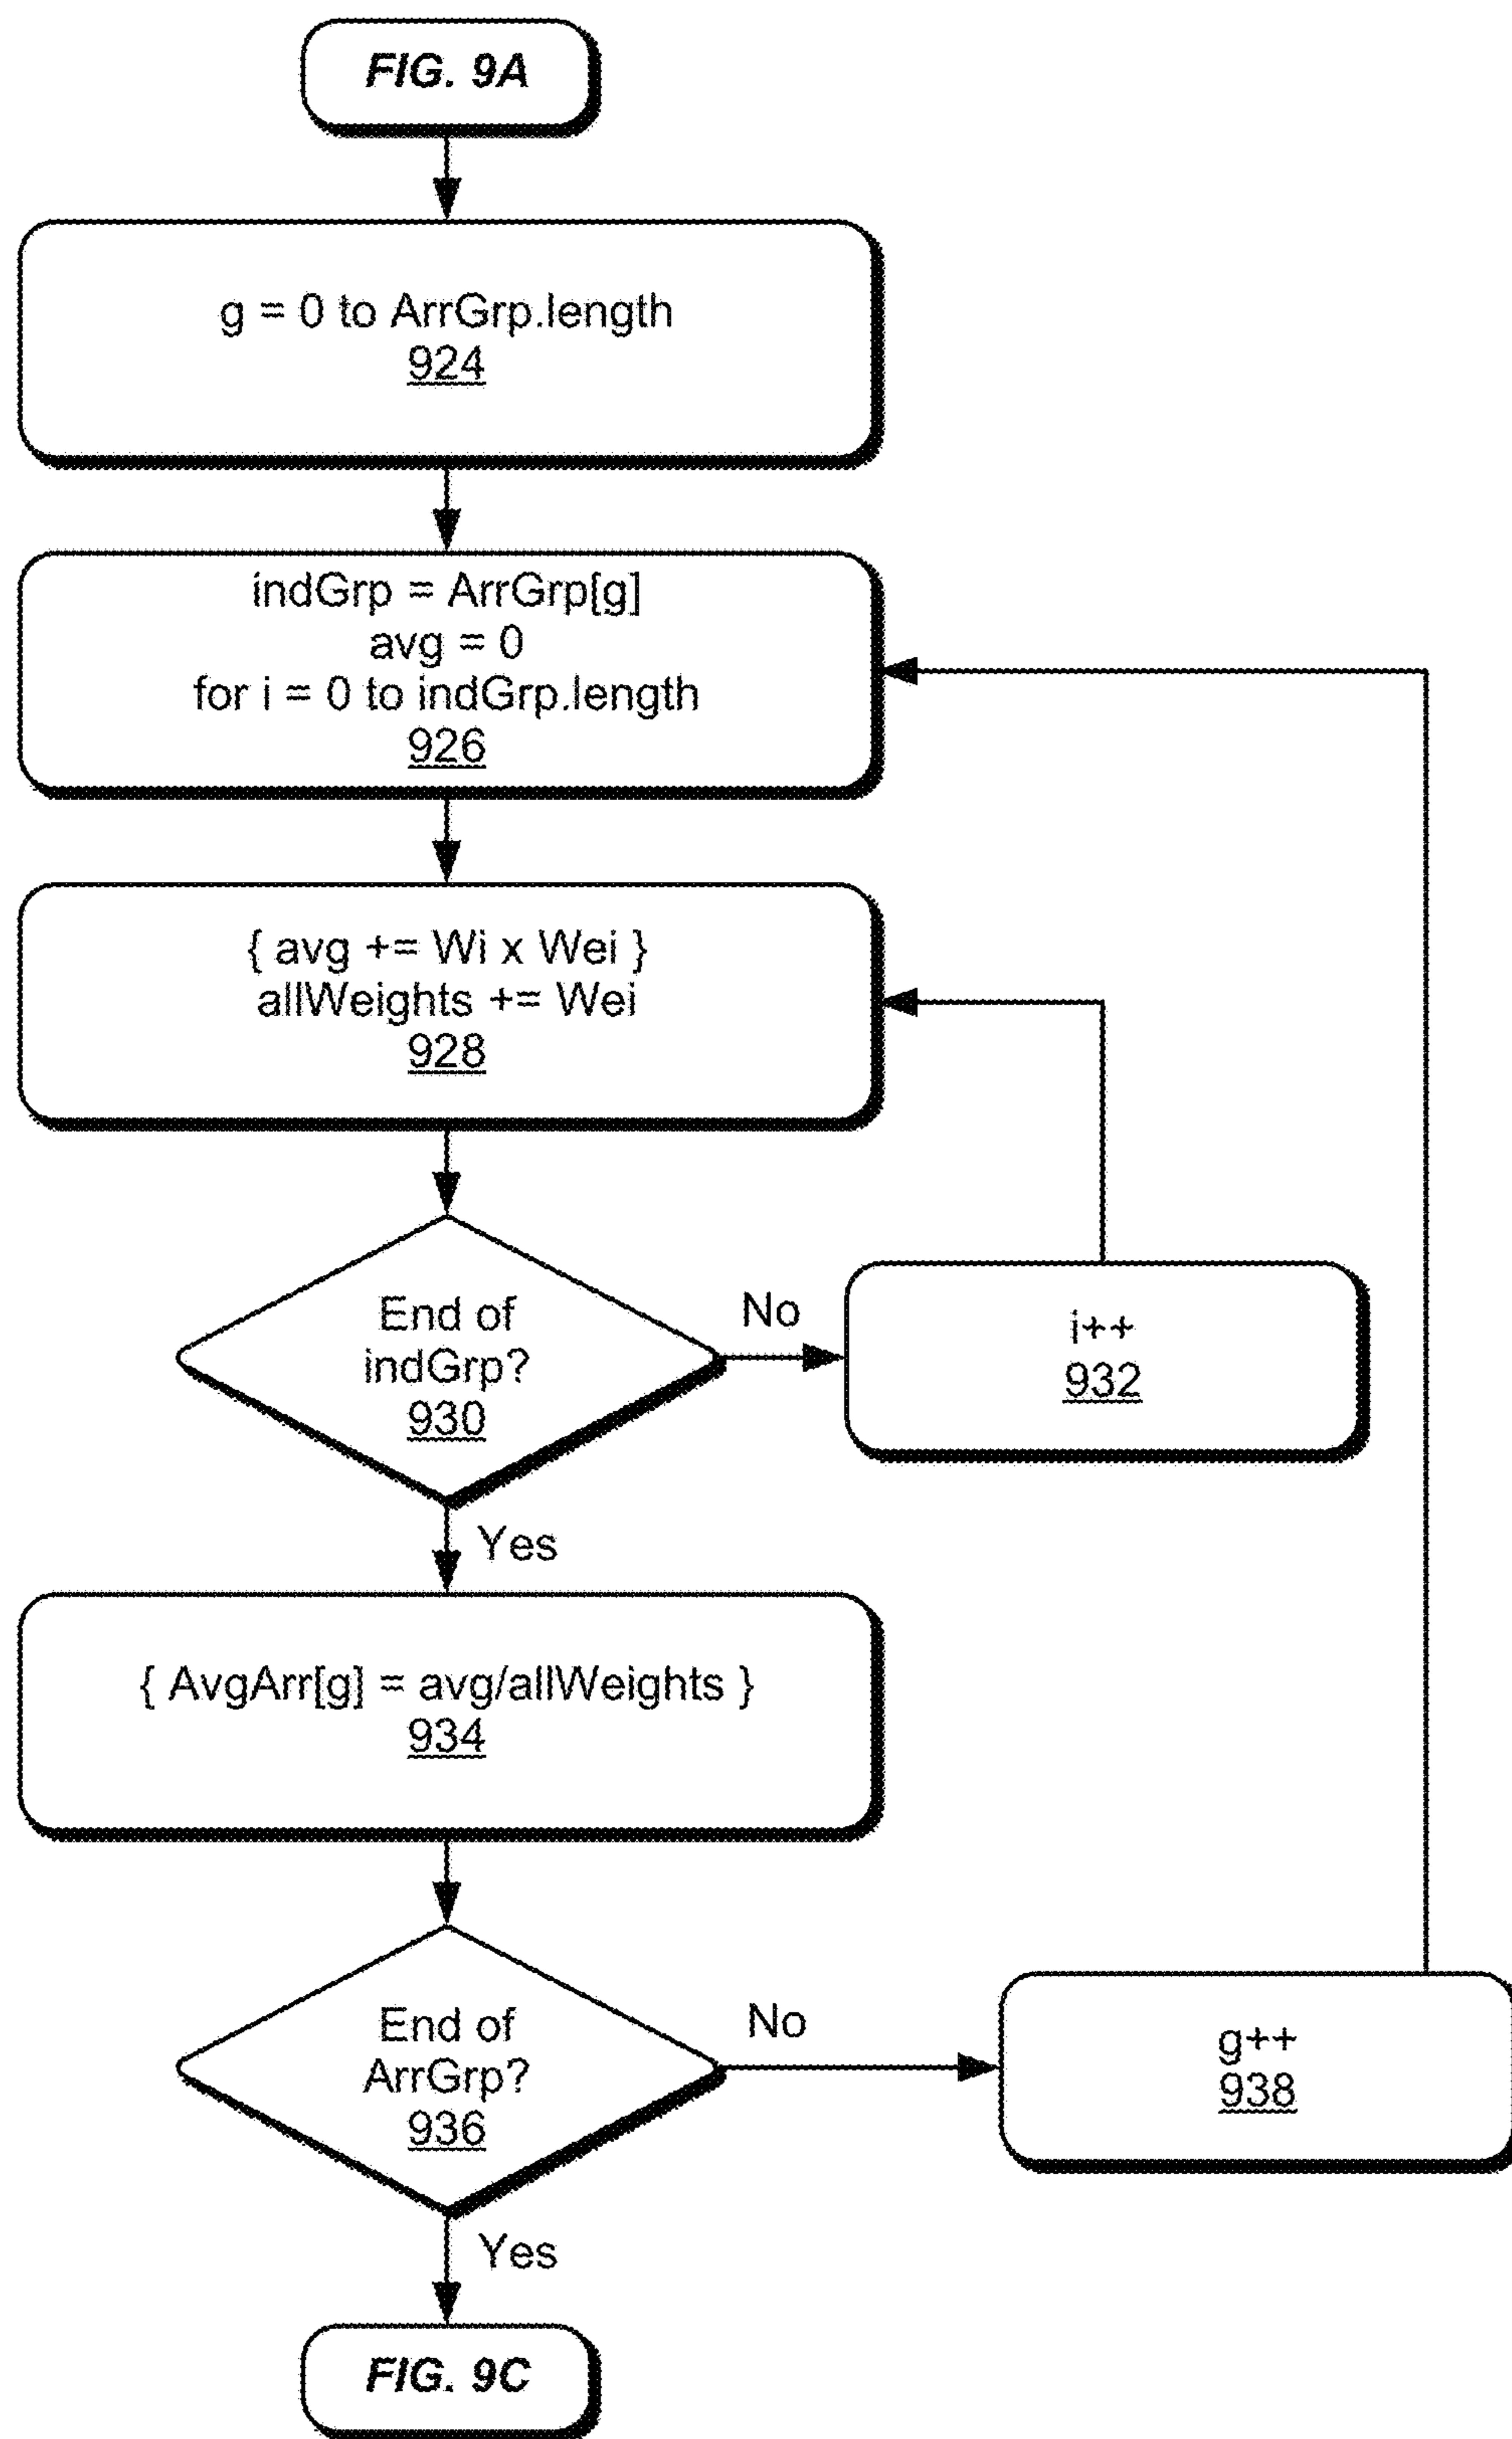 FIG. 9A
g = 0 to ArrGrp.length
924
indGrp = ArrGrp[g]
avg = 0
for i = 0 to indGrp.length
926
{ avg += Wi x Wei }
allWeights += Wei
928
End of
indGrp?
930
No
i++
932
Yes
{ AvgArr[g] = avg/allWeights }
934
End of
ArrGrp?
936
No
g++
938
Yes
FIG. 9C